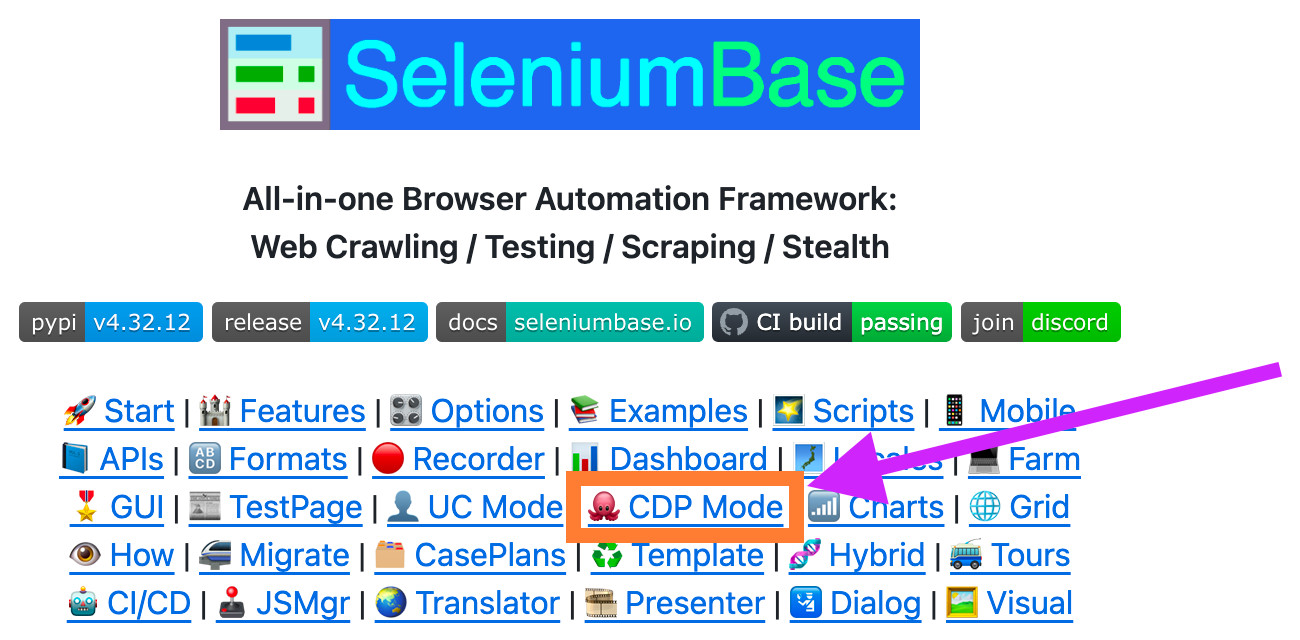 SeleniumBase
All-in-one Browser Automation Framework:
Web Crawling / Testing / Scraping / Stealth
pypi v4.32.12 release v4.32.12 docs seleniumbase.io CI build passing join discord
Start | Features | Options | Examples | Scripts | Mobile
ABCD APIs | Formats | Recorder | Dashboard | Locales | Farm
GUI | TestPage | UC Mode CDP Mode Charts | Grid
How | Migrate | CasePlans | Template | Hybrid | Tours
CI/CD | JSMgr | Translator | Presenter | Dialog | Visual